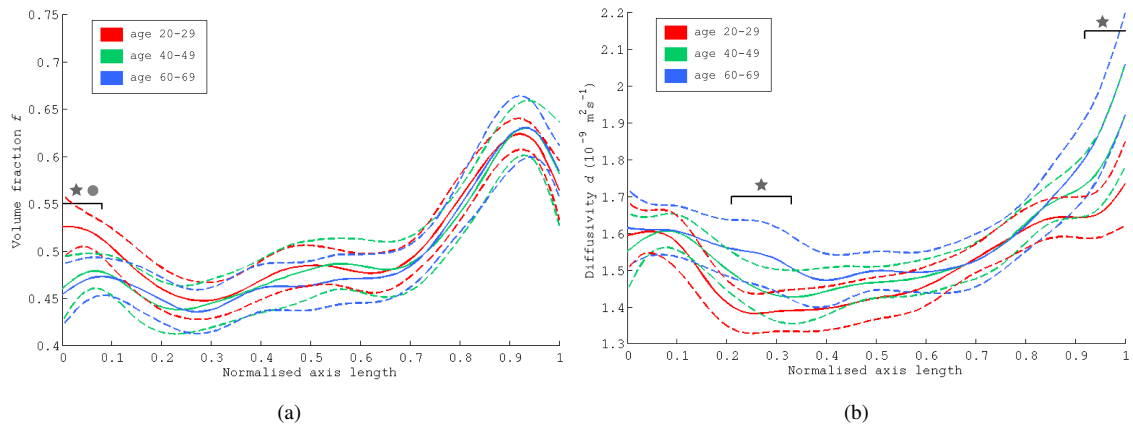 0.75
0.7
0.65
0.6
0.55
0.5
0.45
0.4
Volume fraction f
age 20-29
age 40-49
age 60-69
0 0.1 0.2 0.3 0.4 0.5 0.6 0.7 0.8 0.9 1
Normalised axis length
(a)
2.2
2.1
2
1.9
1.8
1.7
1.6
1.5
1.4
1.3
Diffusivity d (10⁻⁹ m²s⁻¹)
age 20-29
age 40-49
age 60-69
0 0.1 0.2 0.3 0.4 0.5 0.6 0.7 0.8 0.9 1
Normalised axis length
(b)